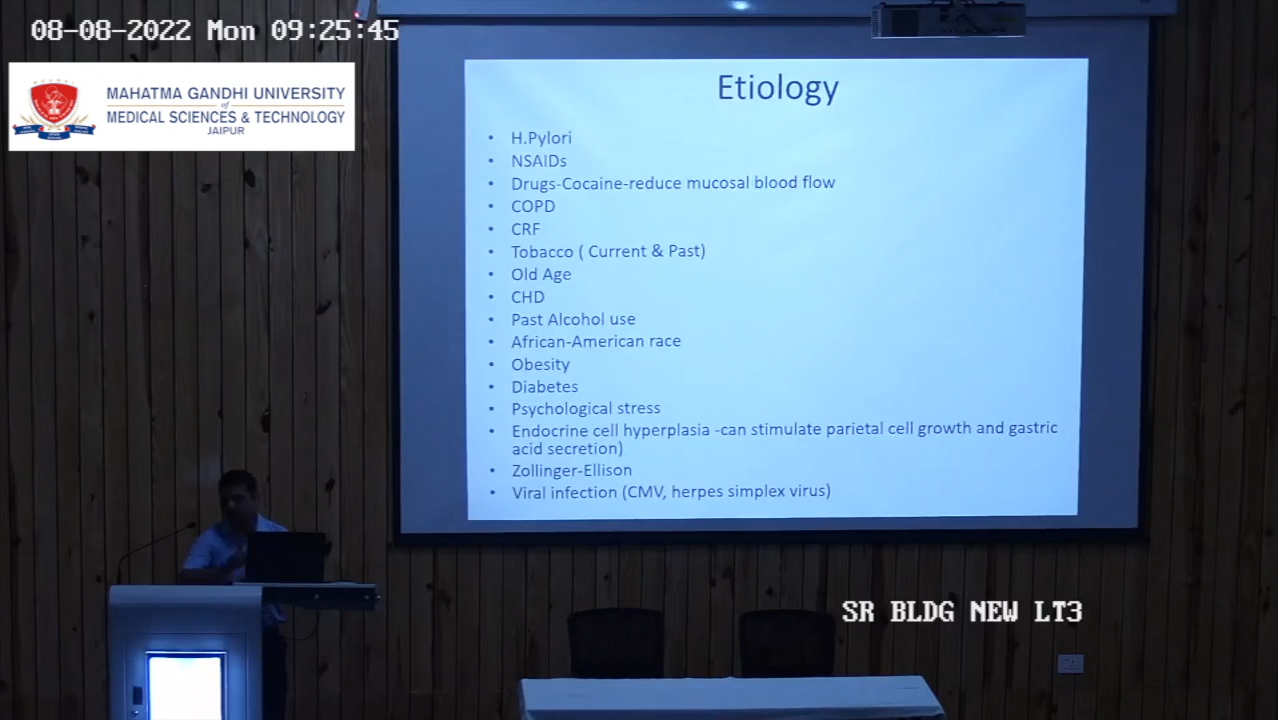 08-08-2022 Mon 09:25:45
MAHATMA GANDHI UNIVERSITY
of
MEDICAL SCIENCES & TECHNOLOGY
JAIPUR
Etiology
• H.Pylori
• NSAIDs
• Drugs-Cocaine-reduce mucosal blood flow
• COPD
• CRF
• Tobacco ( Current & Past)
• Old Age
• CHD
• Past Alcohol use
• African-American race
• Obesity
• Diabetes
• Psychological stress
• Endocrine cell hyperplasia -can stimulate parietal cell growth and gastric
acid secretion)
• Zollinger-Ellison
• Viral infection (CMV, herpes simplex virus)
SR BLDG NEW LT3